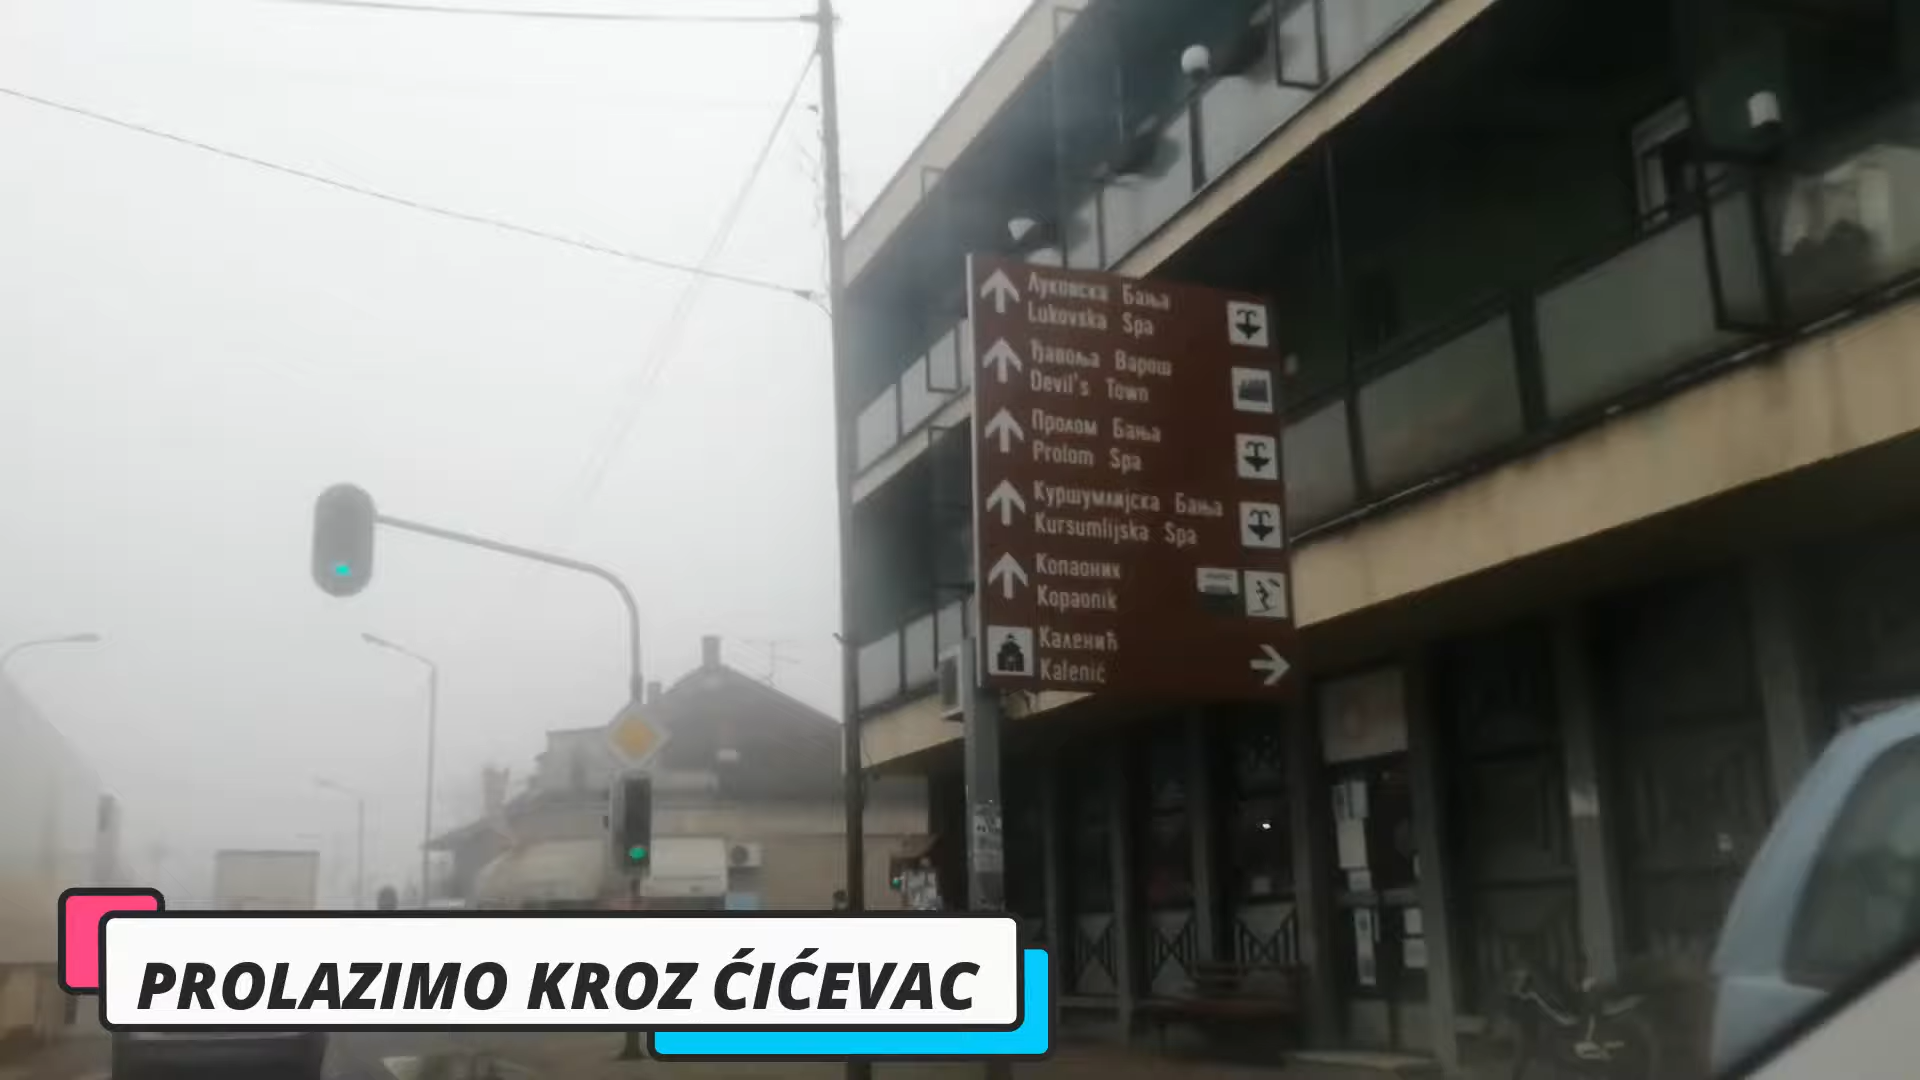 Луковска Бања
Lukovska Spa
Ђавоља Варош
Devil's Town
Пролом Бања
Prolom Spa
Куршумлијска Бања
Kursumlijska Spa
Копаоник
Kopaonik
Каленић
Kalenić
PROLAZIMO KROZ ĆIĆEVAC